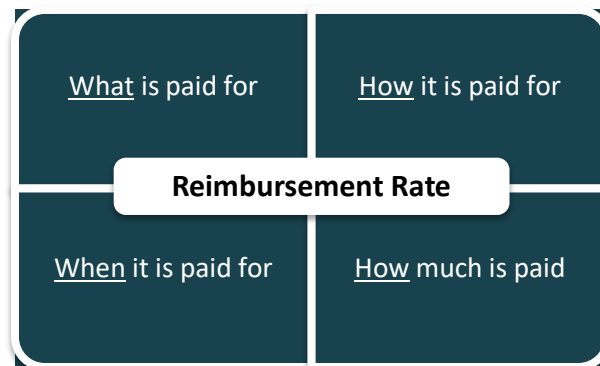 What is paid for
How it is paid for
Reimbursement Rate
When it is paid for
How much is paid